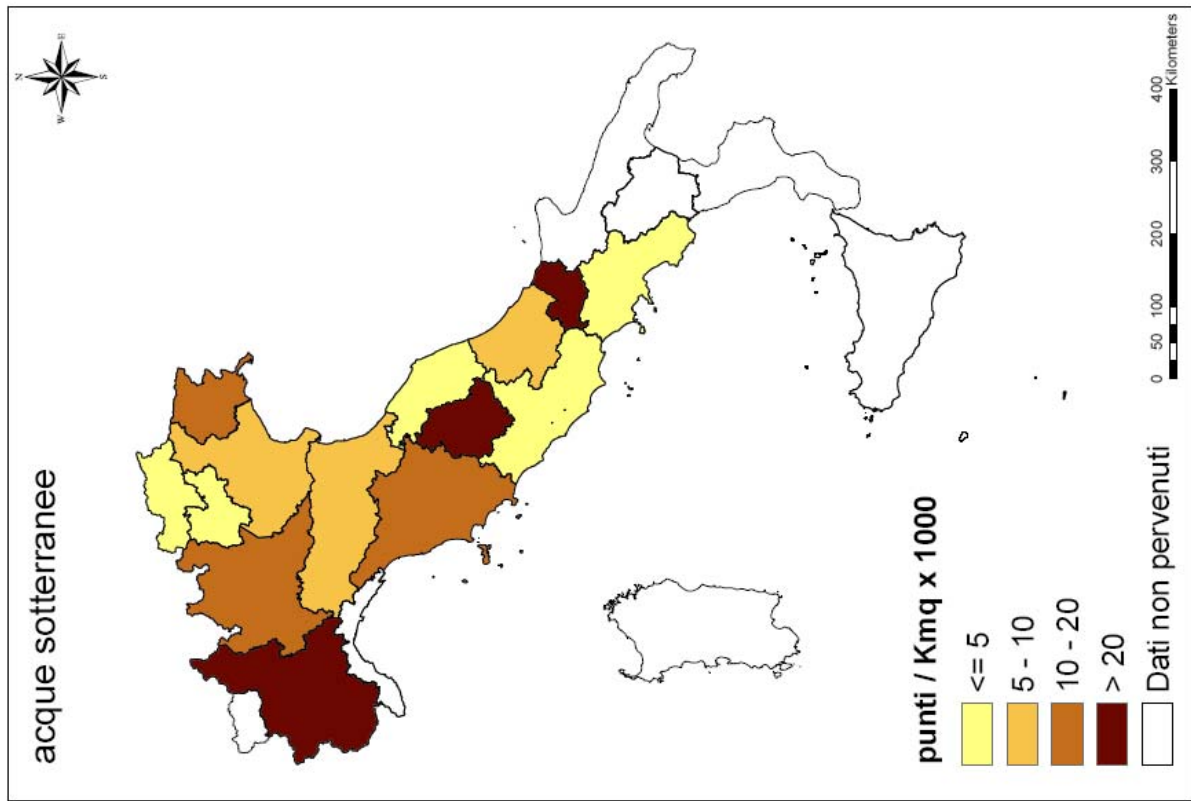 acque sotterranee
N
W E
S
punti / Kmq x 1000
<= 5
5 - 10
10 - 20
> 20
Dati non pervenuti
0 50 100 200 300 400
Kilometers